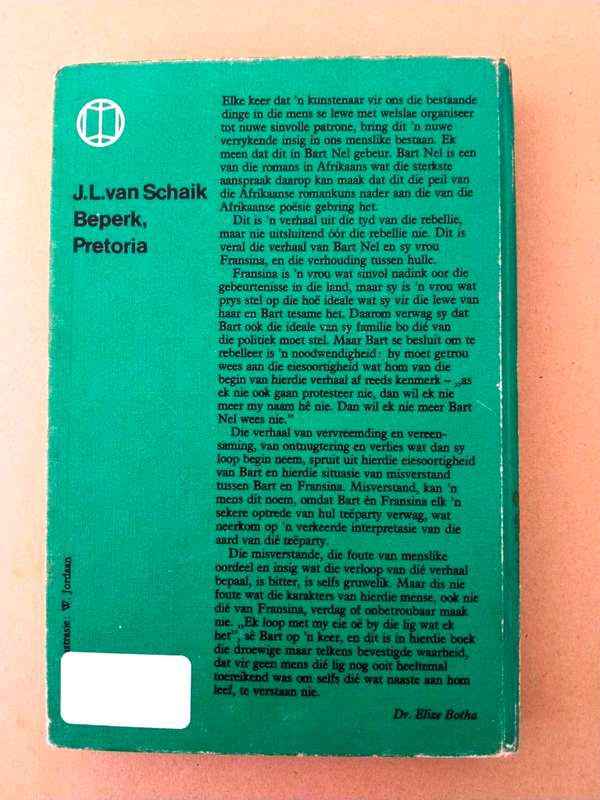 J.L.van Schaik
Beperk,
Pretoria
Elke keer dat 'n kunstenaar vir ons die bestaande
dinge in die mens se lewe met welslae organiseer
tot nuwe sinvolle patrone, bring dit 'n nuwe
verrykende insig in ons menslike bestaan. Ek
meen dat dit in Bart Nel gebeur. Bart Nel is een
van die romans in Afrikaans wat die sterkste
aanspraak daarop kan maak dat dit die peil van
die Afrikaanse romankuns nader aan die van die
Afrikaanse poësie gebring het.
Dit is 'n verhaal uit die tyd van die rebellie,
maar nie uitsluitend óór die rebellie nie. Dit is
veral die verhaal van Bart Nel en sy vrou
Fransina, en die verhouding tussen hulle.
Fransina is 'n vrou wat sinvol nadink oor die
gebeurtenisse in die land, maar sy is 'n vrou wat
prys stel op die hoë ideale wat sy vir die lewe van
haar en Bart tesame het. Daarom verwag sy dat
Bart ook die ideale van sy familie bo dié van
die politiek moet stel. Maar Bart se besluit om te
rebelleer is 'n noodwendigheid: hy moet getrou
wees aan die eiesoortigheid wat hom van die
begin van hierdie verhaal af reeds kenmerk – „as
ek nie ook gaan protesteer nie, dan wil ek nie
meer my naam hê nie. Dan wil ek nie meer Bart
Nel wees nie."
Die verhaal van vervreemding en vereen-
saming, van ontnugtering en verlies wat dan sy
loop begin neem, spruit uit hierdie eiesoortigheid
van Bart en hierdie situasie van misverstand
tussen Bart en Fransina. Misverstand, kan 'n
mens dit noem, omdat Bart én Fransina elk 'n
sekere optrede van hul teëparty verwag, wat
neerkom op 'n verkeerde interpretasie van die
aard van dié teëparty.
Die misverstande, die foute van menslike
oordeel en insig wat die verloop van dié verhaal
bepaal, is bitter, is selfs gruwelik. Maar dis nie
foute wat die karakters van hierdie mense, ook nie
dié van Fransina, verdag of onbetroubaar maak
nie. „Ek loop met my eie oë by die lig wat ek
het", sê Bart op 'n keer, en dit is in hierdie boek
die droewige maar telkens bevestigde waarheid,
dat vir geen mens dié lig nog ooit heeltemal
toereikend was om selfs dié wat naaste aan hom
leef, te verstaan nie.
Dr. Elize Botha
W. Jordaan